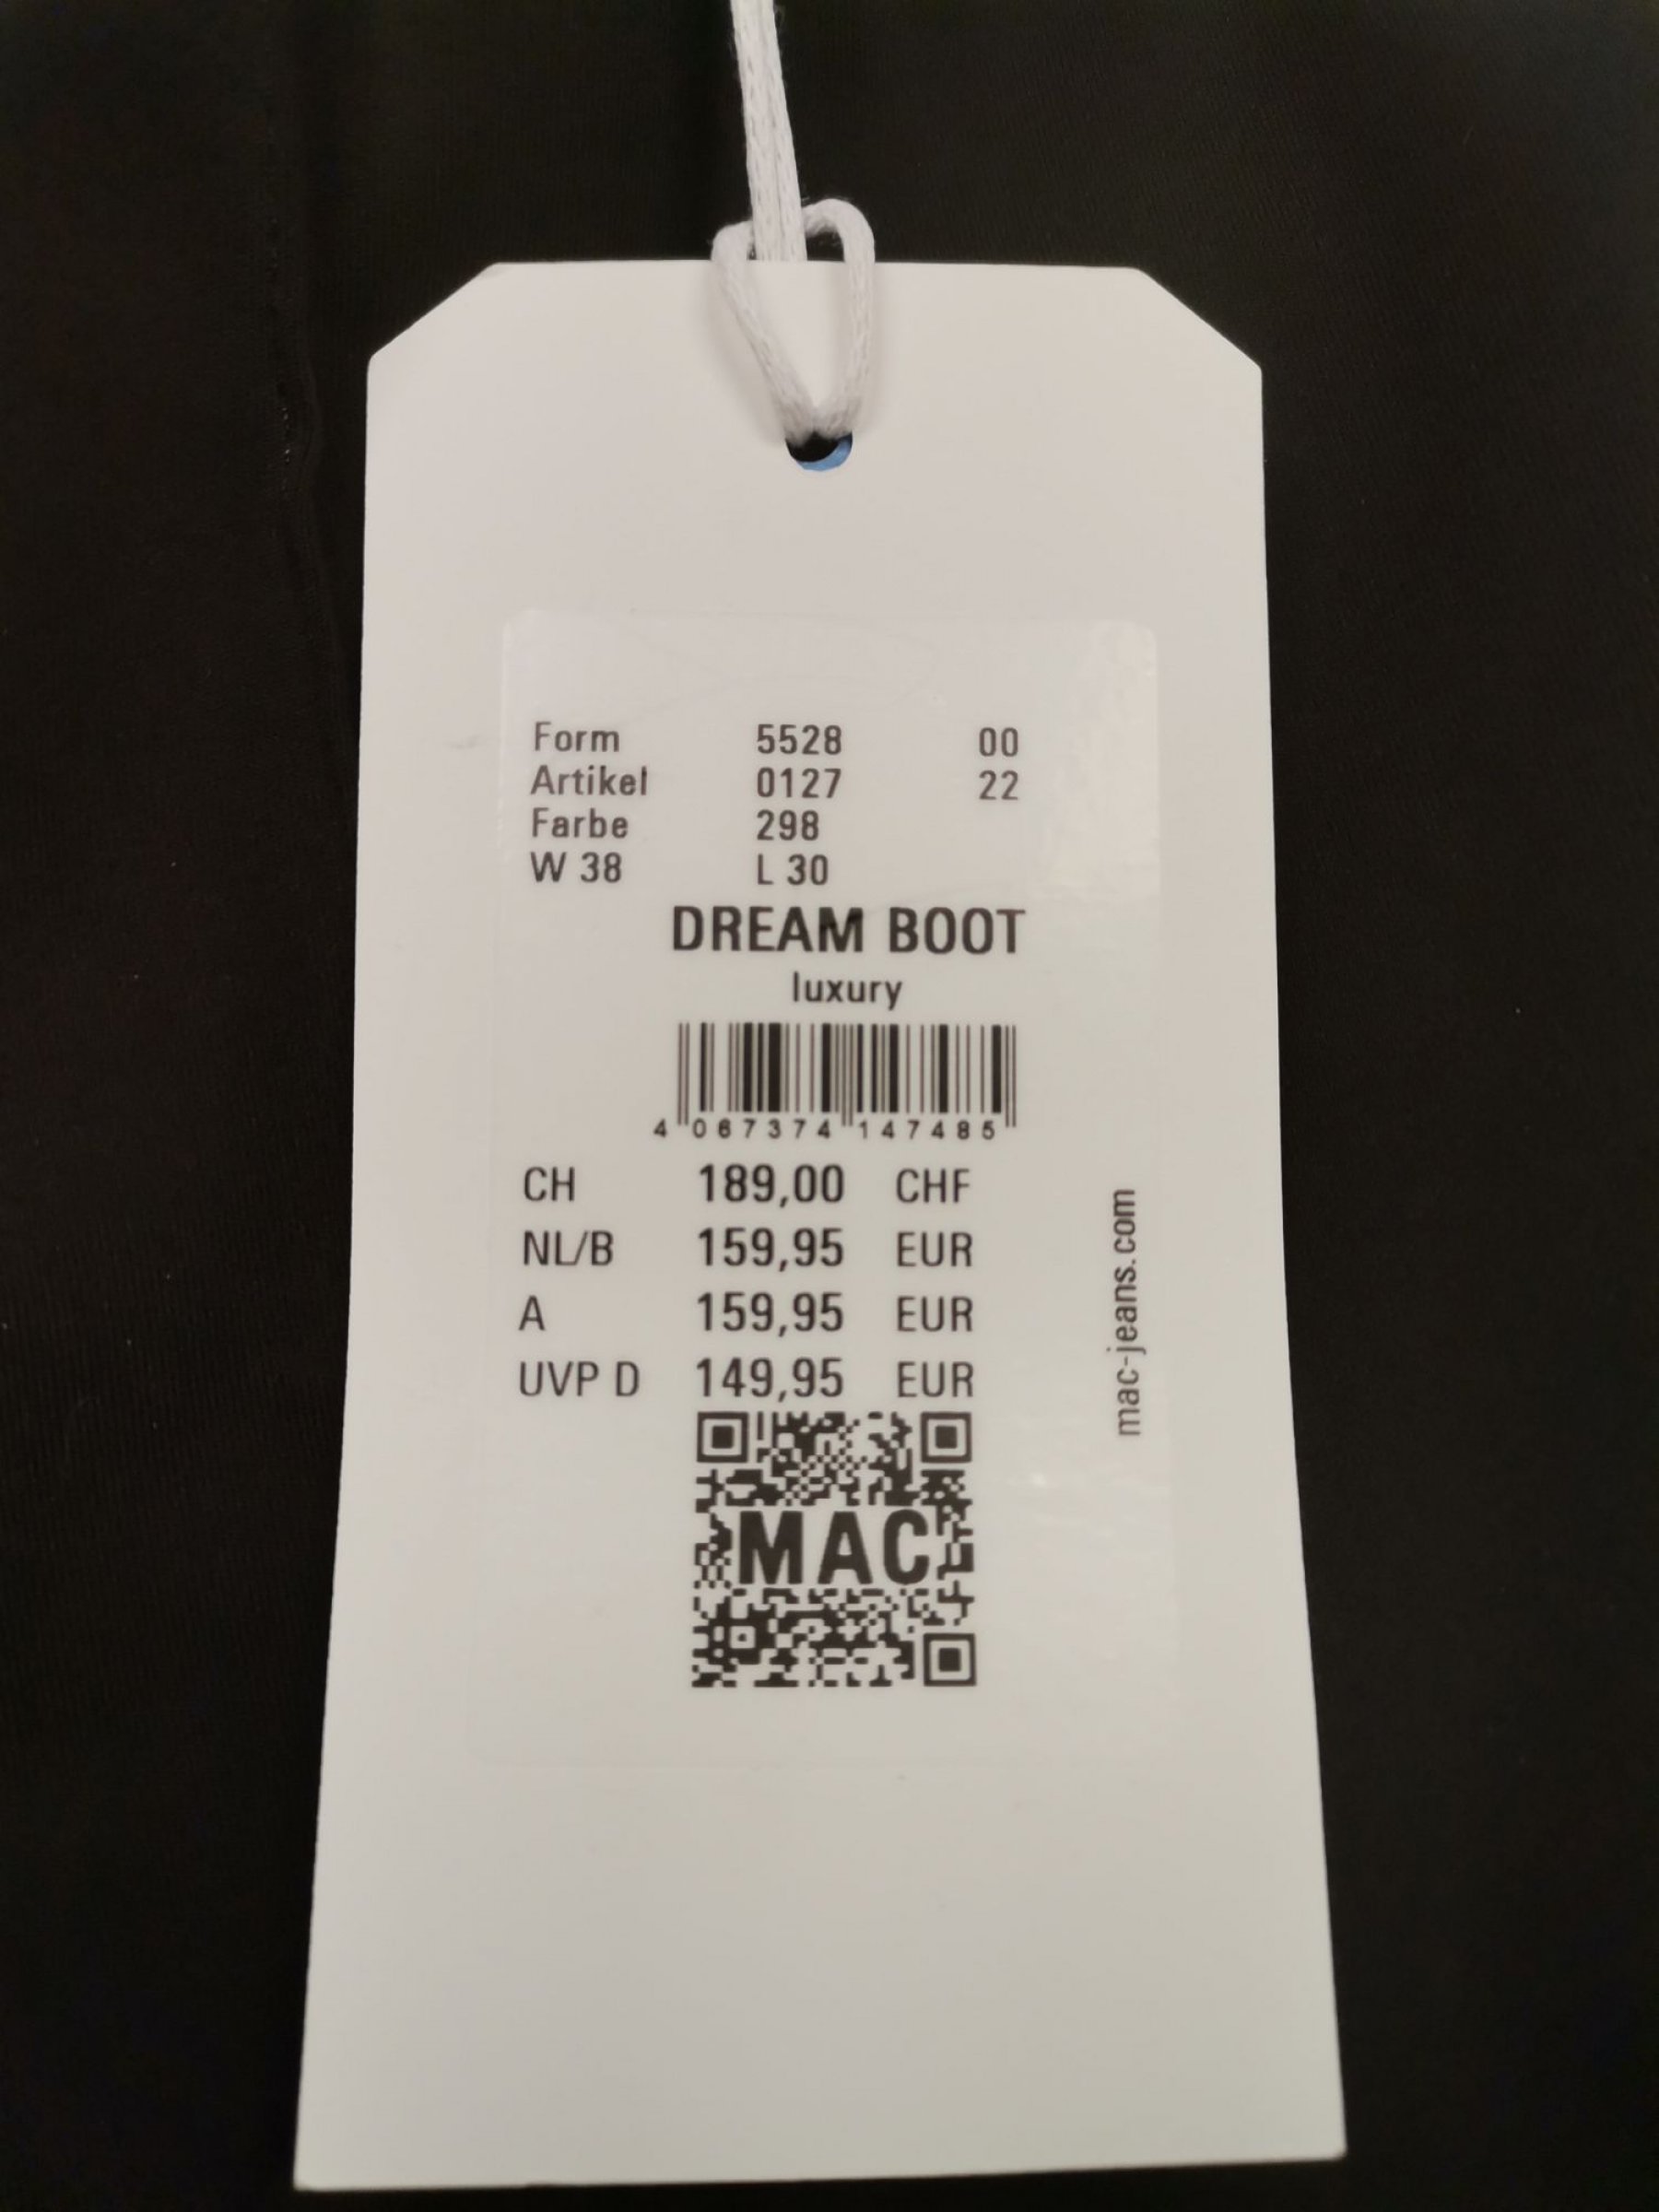 Form 5528 00
Artikel 0127 22
Farbe 298
W 38 L 30
DREAM BOOT
luxury
4 067374 147485
CH 189,00 CHF
NL/B 159,95 EUR
A 159,95 EUR
UVP D 149,95 EUR
mac-jeans.com
MAC